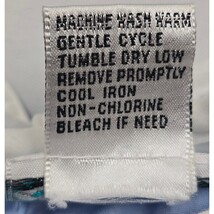 MACHINE WASH WARM
GENTLE CYCLE
TUMBLE DRY LOW
REMOVE PROMPTLY
COOL IRON
NON-CHLORINE
BLEACH IF NEED